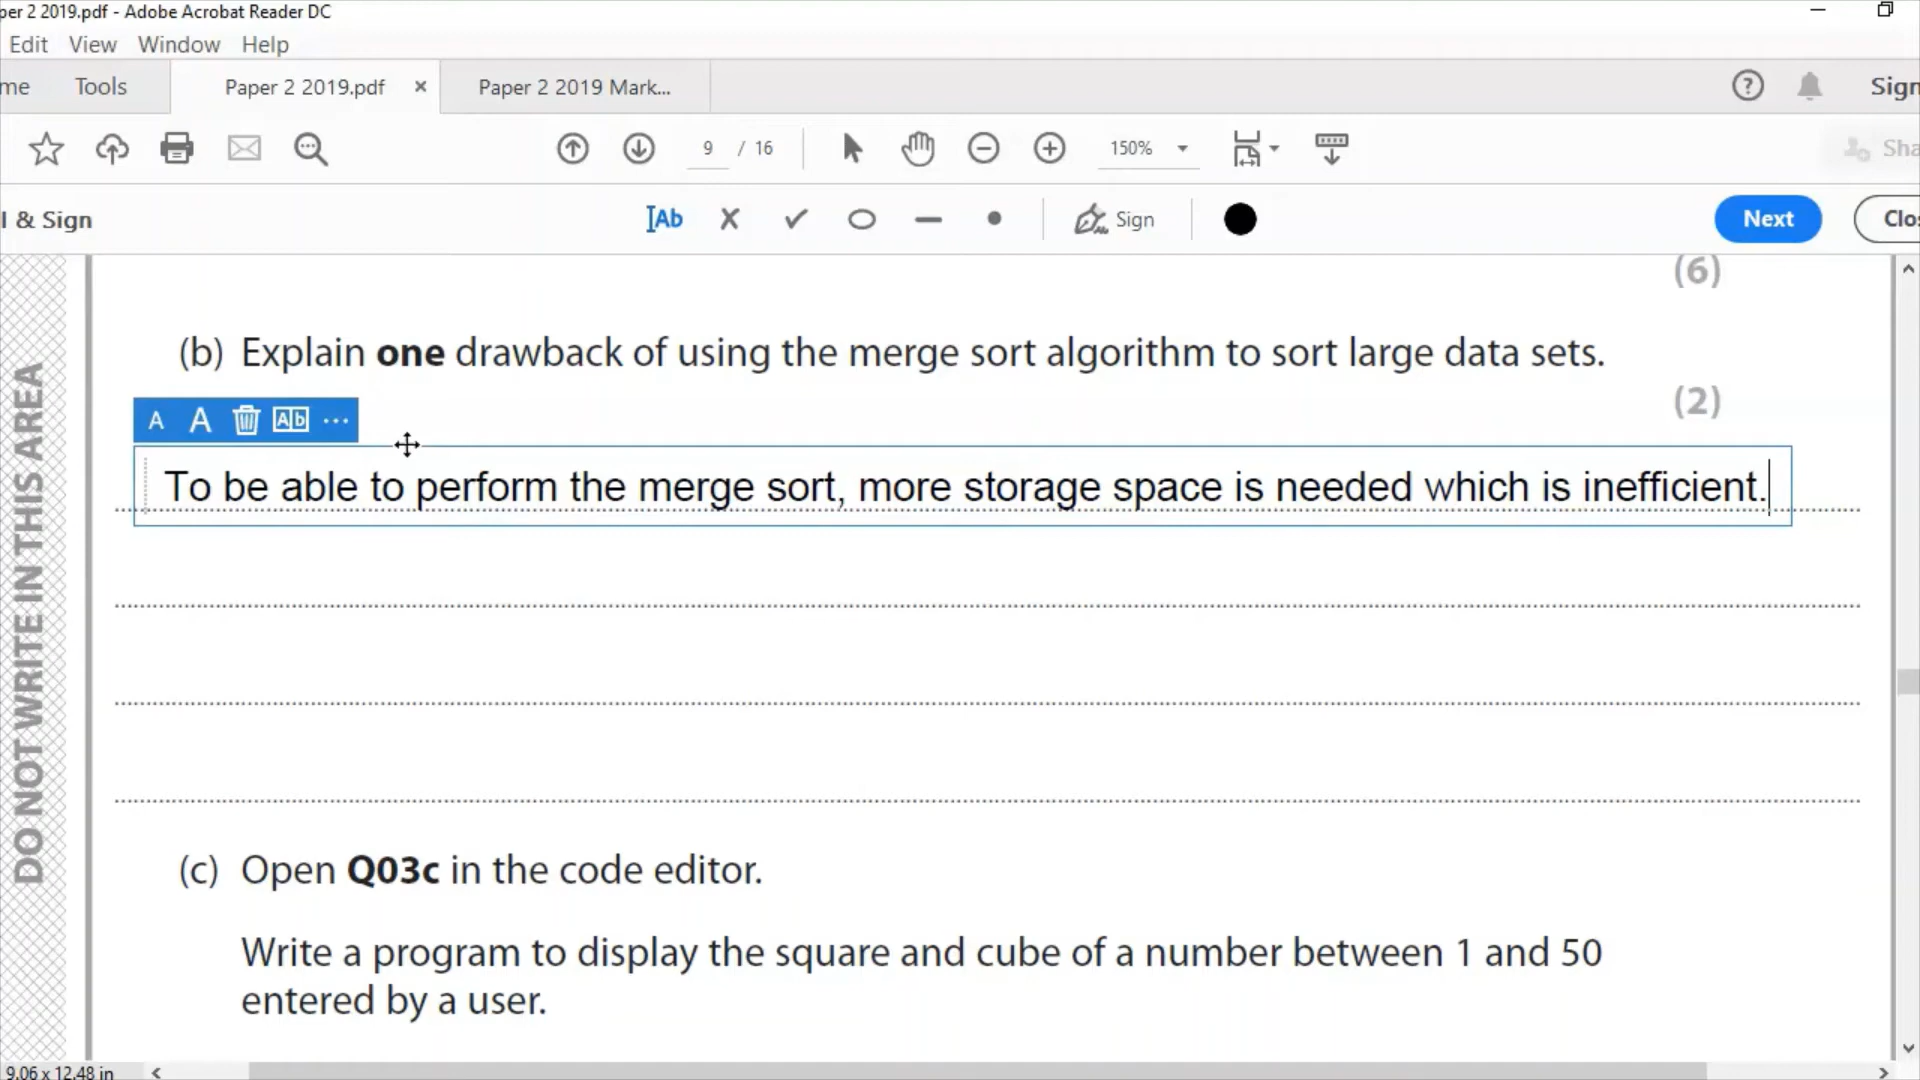 per 2 2019.pdf - Adobe Acrobat Reader DC
Edit View Window Help
me Tools Paper 2 2019.pdf × Paper 2 2019 Mark... ? Sign
9 / 16 150% Sha
l & Sign Ab Sign Next Clo
(6)
(b) Explain one drawback of using the merge sort algorithm to sort large data sets.
(2)
A A Ab ...
To be able to perform the merge sort, more storage space is needed which is inefficient.
(c) Open Q03c in the code editor.
Write a program to display the square and cube of a number between 1 and 50
entered by a user.
DO NOT WRITE IN THIS AREA
9.06 x 12.48 in